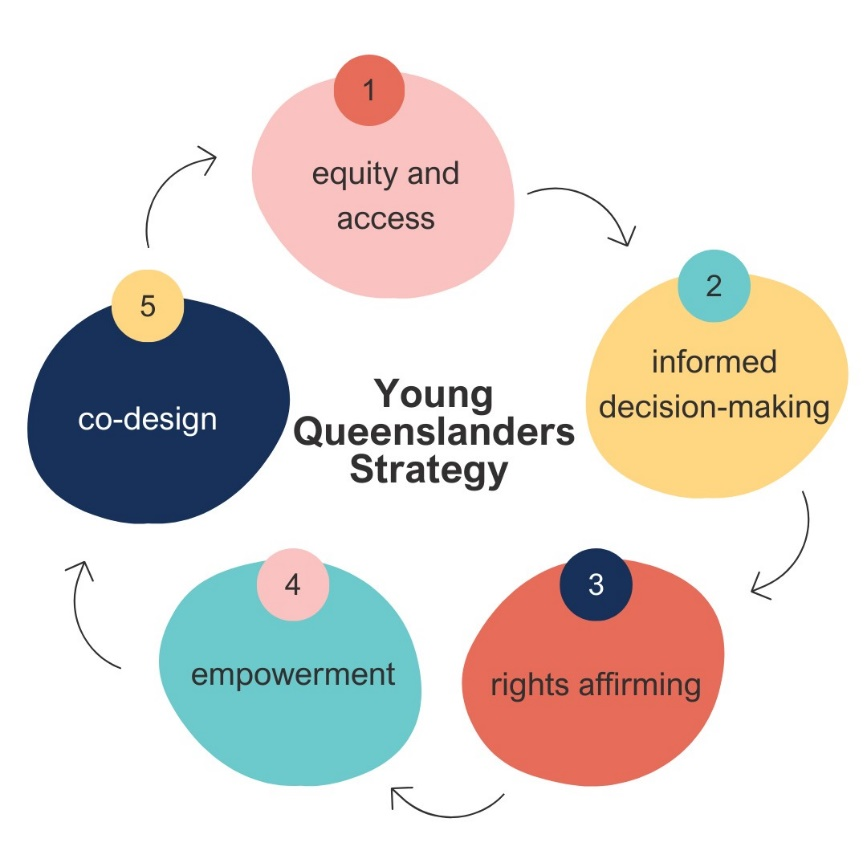 1
equity and
access
2
informed
decision-making
3
rights affirming
4
empowerment
5
co-design
Young
Queenslanders
Strategy